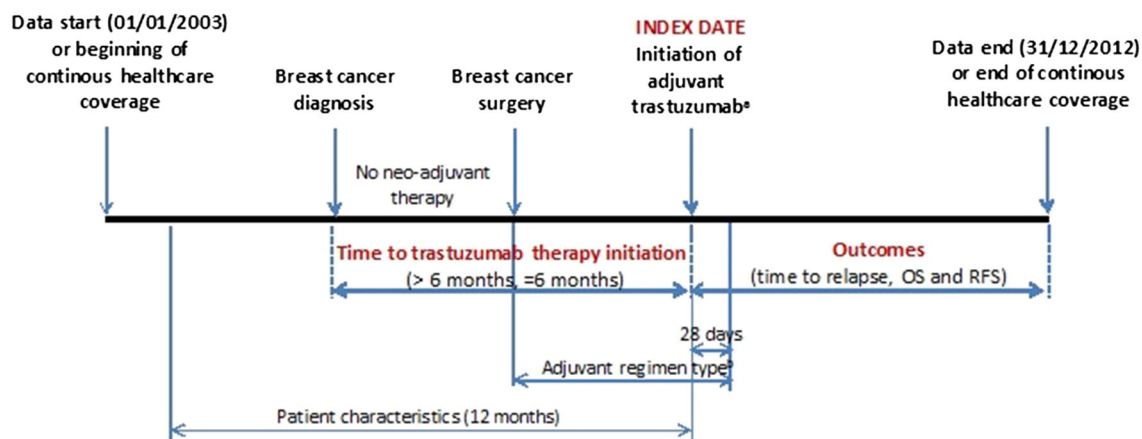 Data start (01/01/2003)
or beginning of
continous healthcare
coverage
Breast cancer
diagnosis
Breast cancer
surgery
INDEX DATE
Initiation of
adjuvant
trastuzumabᵃ
Data end (31/12/2012)
or end of continous
healthcare coverage
No neo-adjuvant
therapy
Time to trastuzumab therapy initiation
(> 6 months, =6 months)
Outcomes
(time to relapse, OS and RFS)
28 days
Adjuvant regimen typeᵇ
Patient characteristics (12 months)